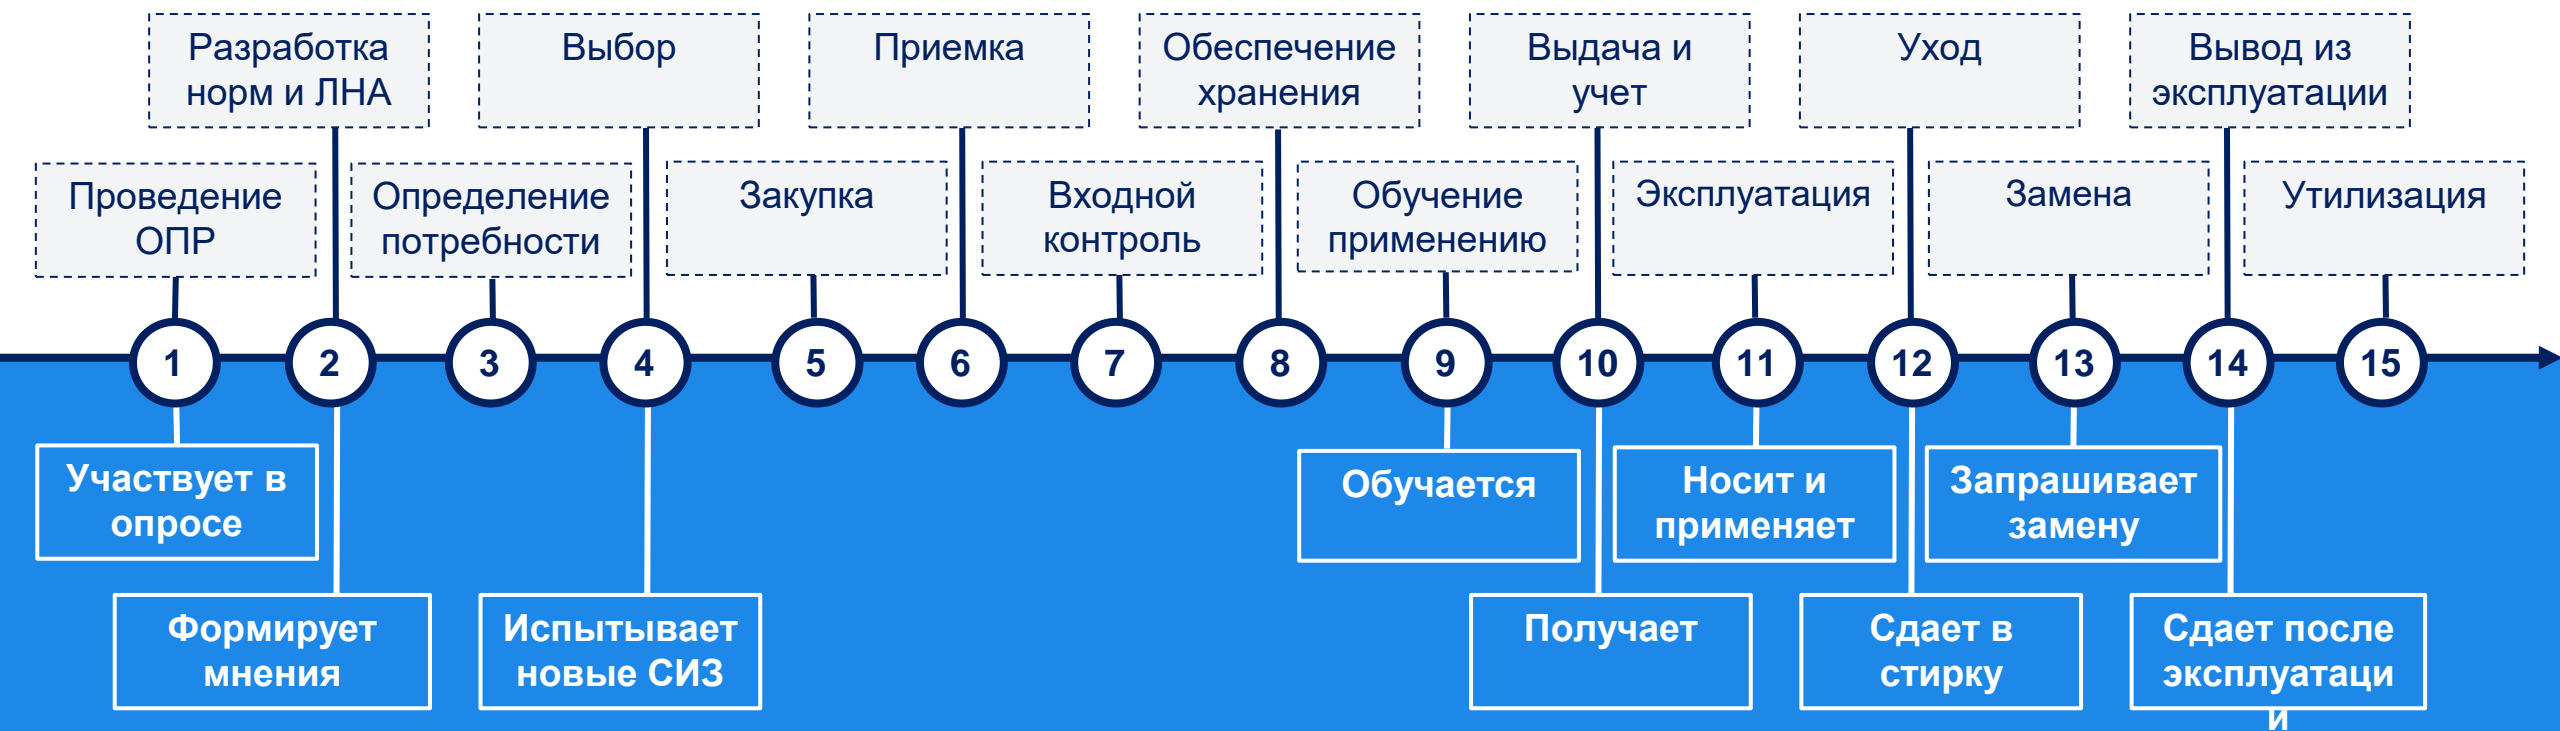 Разработка
норм и ЛНА
Выбор
Приемка
Обеспечение
хранения
Выдача и
учет
Уход
Вывод из
эксплуатации
Проведение
ОПР
Определение
потребности
Закупка
Входной
контроль
Обучение
применению
Эксплуатация
Замена
Утилизация
1
2
3
4
5
6
7
8
9
10
11
12
13
14
15
Участвует в
опросе
Обучается
Носит и
применяет
Запрашивает
замену
Формирует
мнения
Испытывает
новые СИЗ
Получает
Сдает в
стирку
Сдает после
эксплуатаци
и